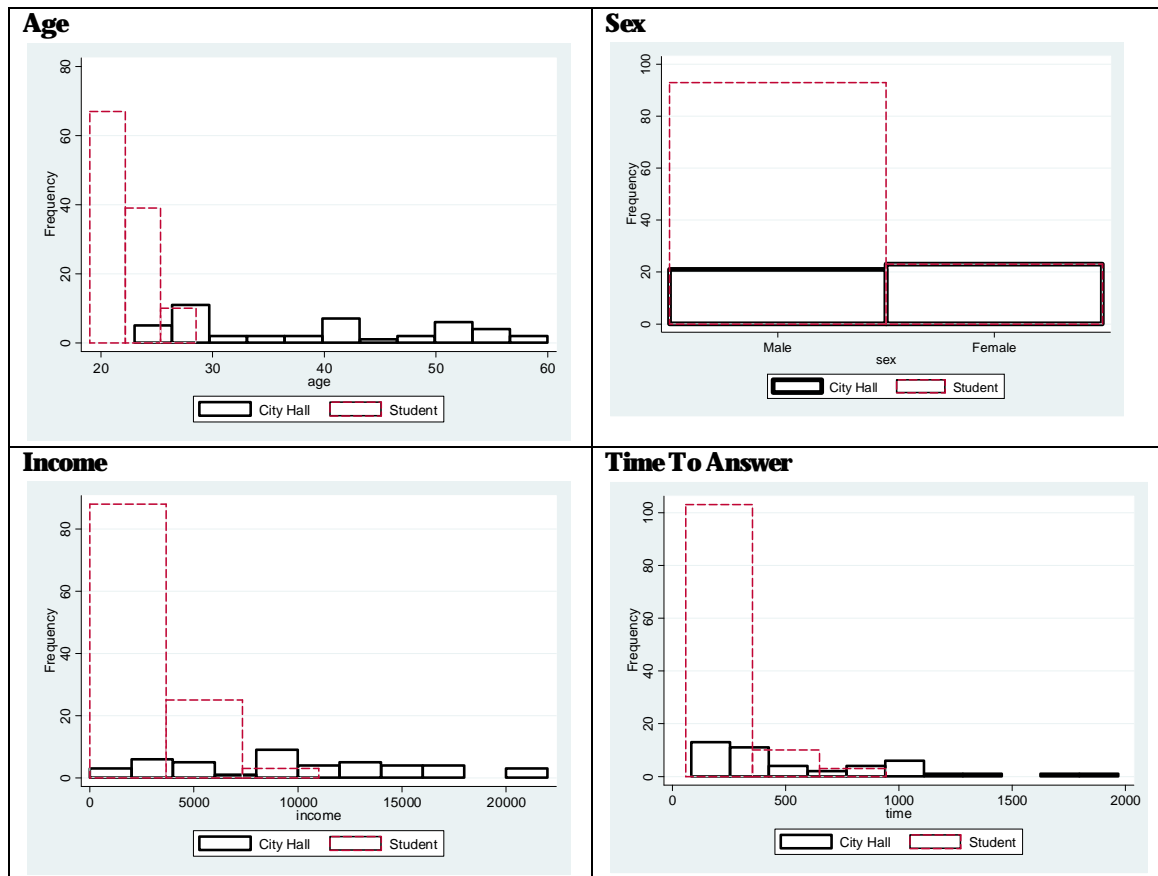 Age
80
60
40
20
0
Frequency
20 30 40 50 60
age
City Hall Student
Sex
100
80
60
40
20
0
Frequency
Male Female
sex
City Hall Student
Income
80
60
40
20
0
Frequency
0 5000 10000 15000 20000
income
City Hall Student
Time To Answer
100
80
60
40
20
0
Frequency
0 500 1000 1500 2000
time
City Hall Student